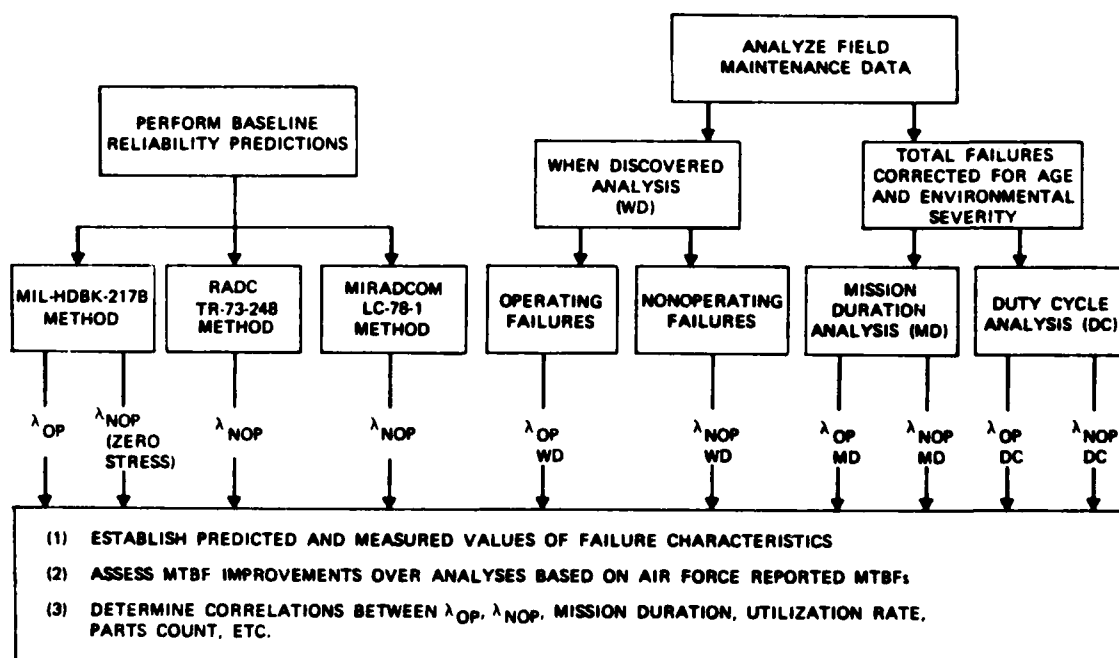 ANALYZE FIELD
MAINTENANCE DATA
PERFORM BASELINE
RELIABILITY PREDICTIONS
WHEN DISCOVERED
ANALYSIS
(WD)
TOTAL FAILURES
CORRECTED FOR AGE
AND ENVIRONMENTAL
SEVERITY
MIL-HDBK-217B
METHOD
RADC
TR-73-248
METHOD
MIRADCOM
LC-78-1
METHOD
OPERATING
FAILURES
NONOPERATING
FAILURES
MISSION
DURATION
ANALYSIS (MD)
DUTY CYCLE
ANALYSIS (DC)
λOP
λNOP
(ZERO
STRESS)
λNOP
λNOP
λOP
WD
λNOP
WD
λOP
MD
λNOP
MD
λOP
DC
λNOP
DC
(1) ESTABLISH PREDICTED AND MEASURED VALUES OF FAILURE CHARACTERISTICS
(2) ASSESS MTBF IMPROVEMENTS OVER ANALYSES BASED ON AIR FORCE REPORTED MTBFs
(3) DETERMINE CORRELATIONS BETWEEN λOP, λNOP, MISSION DURATION, UTILIZATION RATE,
PARTS COUNT, ETC.